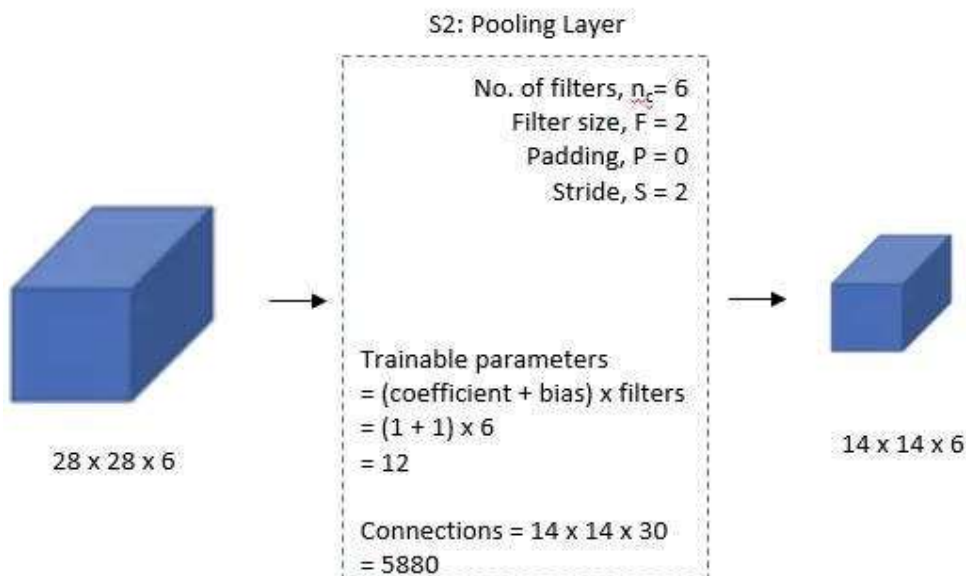 S2: Pooling Layer
No. of filters, nc= 6
Filter size, F = 2
Padding, P = 0
Stride, S = 2
28 x 28 x 6
Trainable parameters
= (coefficient + bias) x filters
= (1 + 1) x 6
= 12
Connections = 14 x 14 x 30
= 5880
14 x 14 x 6